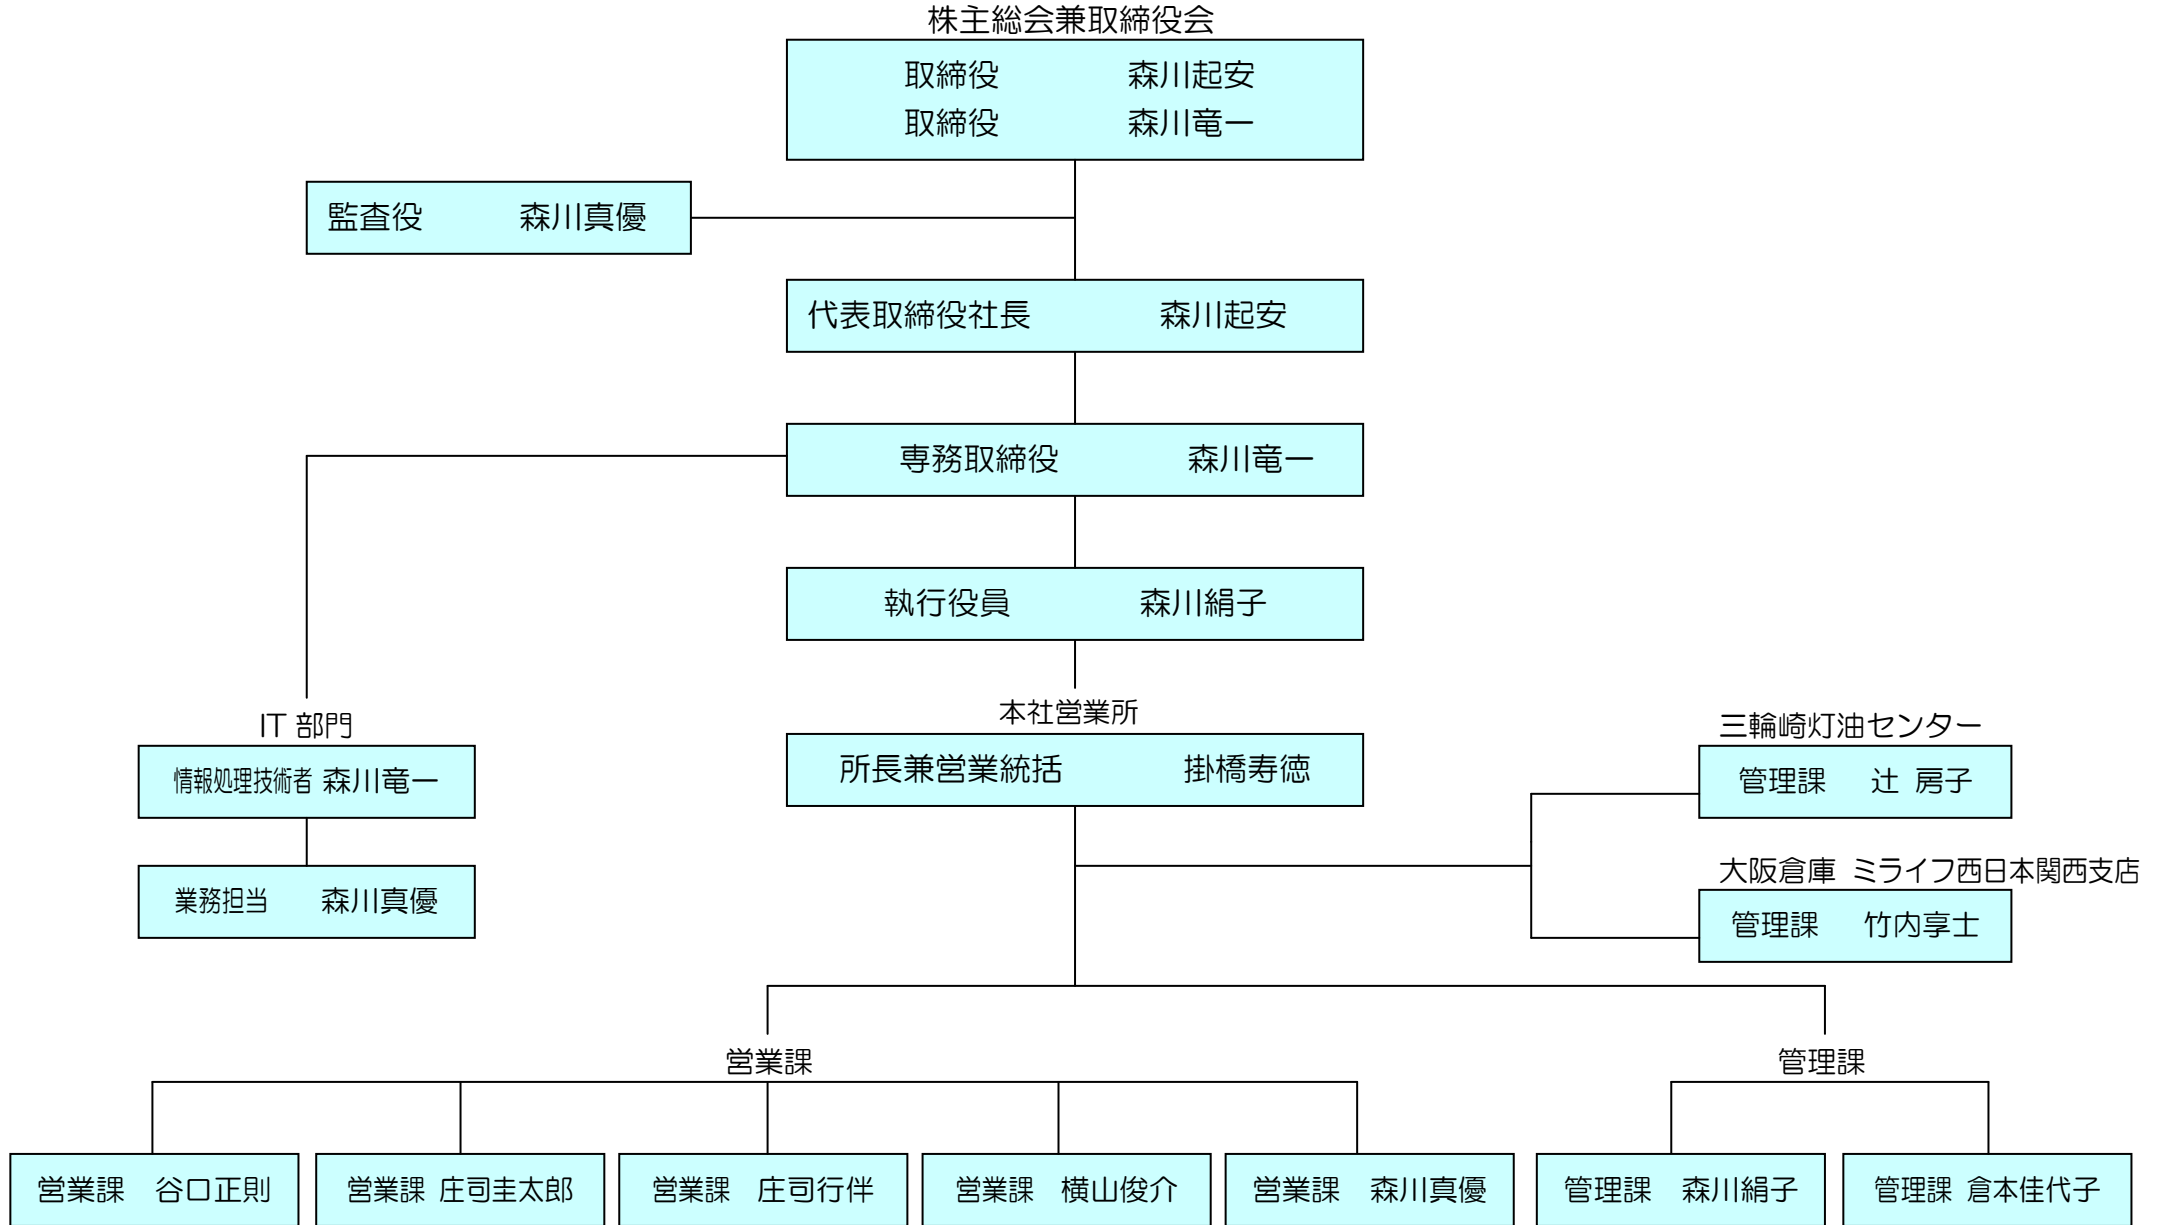 株主総会兼取締役会
取締役 森川起安
取締役 森川竜一
監査役 森川真優
代表取締役社長 森川起安
専務取締役 森川竜一
執行役員 森川絹子
本社営業所
所長兼営業統括 掛橋寿徳
IT 部門
情報処理技術者 森川竜一
業務担当 森川真優
三輪崎灯油センター
管理課 辻 房子
大阪倉庫 ミライフ西日本関西支店
管理課 竹内享士
営業課
管理課
営業課 谷口正則
営業課 庄司圭太郎
営業課 庄司行伴
営業課 横山俊介
営業課 森川真優
管理課 森川絹子
管理課 倉本佳代子